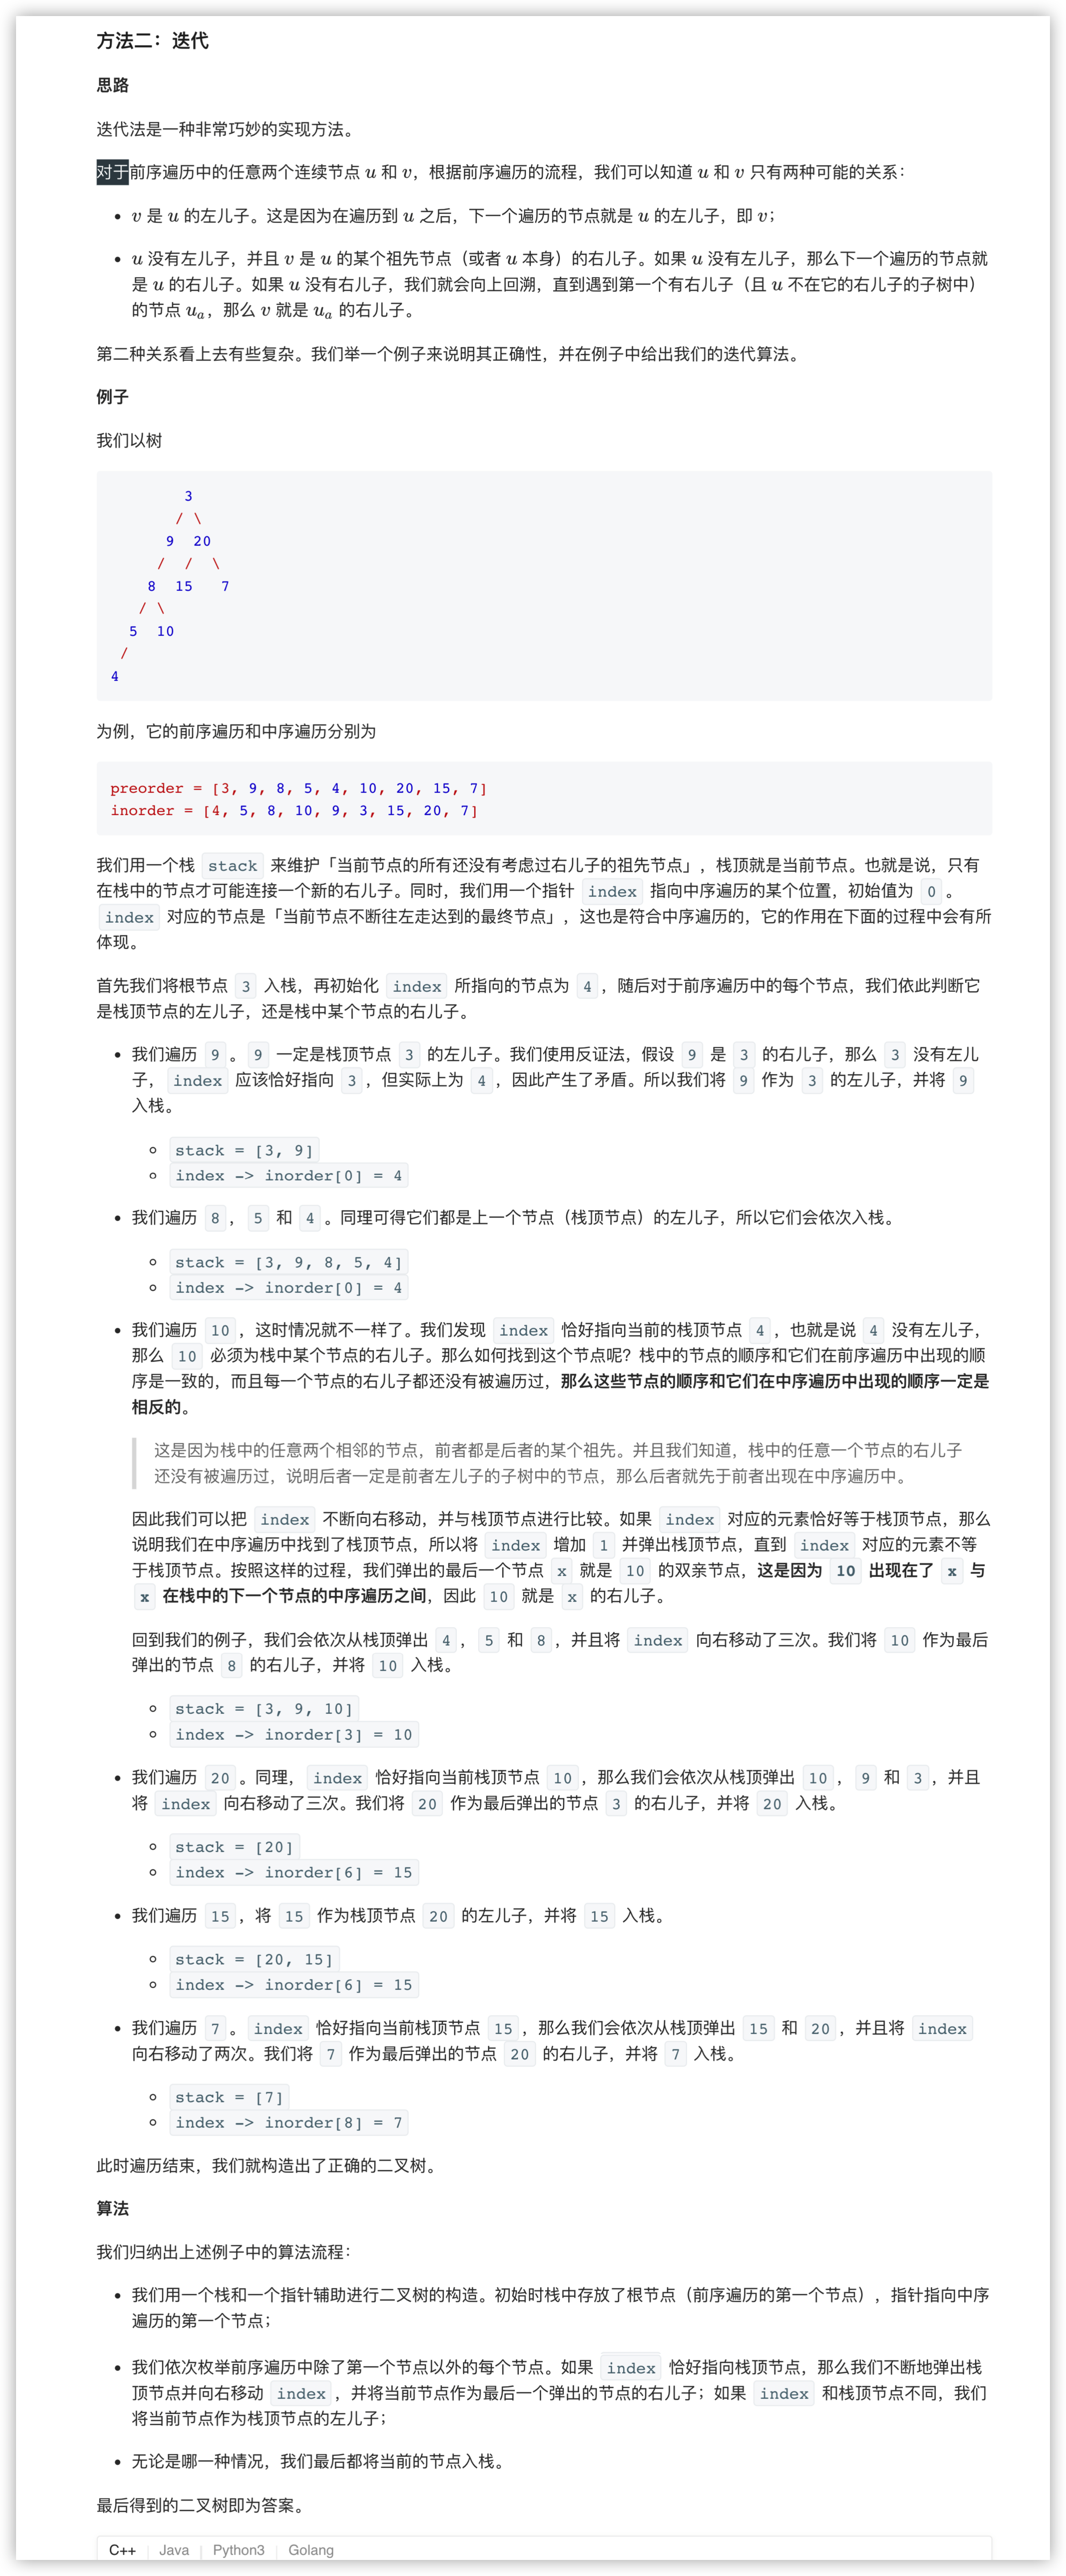 方法二：迭代
思路
迭代法是一种非常巧妙的实现方法。
对于前序遍历中的任意两个连续节点 u 和 v，根据前序遍历的流程，我们可以知道 u 和 v 只有两种可能的关系：
• v 是 u 的左儿子。这是因为在遍历到 u 之后，下一个遍历的节点就是 u 的左儿子，即 v；
• u 没有左儿子，并且 v 是 u 的某个祖先节点（或者 u 本身）的右儿子。如果 u 没有左儿子，那么下一个遍历的节点就
是 u 的右儿子。如果 u 没有右儿子，我们就会向上回溯，直到遇到第一个有右儿子（且 u 不在它的右儿子的子树中）
的节点 uₐ，那么 v 就是 uₐ 的右儿子。
第二种关系看上去有些复杂。我们举一个例子来说明其正确性，并在例子中给出我们的迭代算法。
例子
我们以树
3
/ \
9 20
/ / \
8 15 7
/ \
5 10
/
4
为例，它的前序遍历和中序遍历分别为
preorder = [3, 9, 8, 5, 4, 10, 20, 15, 7]
inorder = [4, 5, 8, 10, 9, 3, 15, 20, 7]
我们用一个栈 stack 来维护「当前节点的所有还没有考虑过右儿子的祖先节点」，栈顶就是当前节点。也就是说，只有
在栈中的节点才可能连接一个新的右儿子。同时，我们用一个指针 index 指向中序遍历的某个位置，初始值为 0 。
index 对应的节点是「当前节点不断往左走达到的最终节点」，这也是符合中序遍历的，它的作用在下面的过程中会有所
体现。
首先我们将根节点 3 入栈，再初始化 index 所指向的节点为 4 ，随后对于前序遍历中的每个节点，我们依此判断它
是栈顶节点的左儿子，还是栈中某个节点的右儿子。
• 我们遍历 9 。 9 一定是栈顶节点 3 的左儿子。我们使用反证法，假设 9 是 3 的右儿子，那么 3 没有左儿
子， index 应该恰好指向 3 ，但实际上为 4 ，因此产生了矛盾。所以我们将 9 作为 3 的左儿子，并将 9
入栈。
◦ stack = [3, 9]
◦ index -> inorder[0] = 4
• 我们遍历 8 ， 5 和 4 。同理可得它们都是上一个节点（栈顶节点）的左儿子，所以它们会依次入栈。
◦ stack = [3, 9, 8, 5, 4]
◦ index -> inorder[0] = 4
• 我们遍历 10 ，这时情况就不一样了。我们发现 index 恰好指向当前的栈顶节点 4 ，也就是说 4 没有左儿子，
那么 10 必须为栈中某个节点的右儿子。那么如何找到这个节点呢？栈中的节点的顺序和它们在前序遍历中出现的顺
序是一致的，而且每一个节点的右儿子都还没有被遍历过，那么这些节点的顺序和它们在中序遍历中出现的顺序一定是
相反的。
这是因为栈中的任意两个相邻的节点，前者都是后者的某个祖先。并且我们知道，栈中的任意一个节点的右儿子
还没有被遍历过，说明后者一定是前者左儿子的子树中的节点，那么后者就先于前者出现在中序遍历中。
因此我们可以把 index 不断向右移动，并与栈顶节点进行比较。如果 index 对应的元素恰好等于栈顶节点，那么
说明我们在中序遍历中找到了栈顶节点，所以将 index 增加 1 并弹出栈顶节点，直到 index 对应的元素不等
于栈顶节点。按照这样的过程，我们弹出的最后一个节点 x 就是 10 的双亲节点，这是因为 10 出现在了 x 与
x 在栈中的下一个节点的中序遍历之间，因此 10 就是 x 的右儿子。
回到我们的例子，我们会依次从栈顶弹出 4 ， 5 和 8 ，并且将 index 向右移动了三次。我们将 10 作为最后
弹出的节点 8 的右儿子，并将 10 入栈。
◦ stack = [3, 9, 10]
◦ index -> inorder[3] = 10
• 我们遍历 20 。同理， index 恰好指向当前栈顶节点 10 ，那么我们会依次从栈顶弹出 10 ， 9 和 3 ，并且
将 index 向右移动了三次。我们将 20 作为最后弹出的节点 3 的右儿子，并将 20 入栈。
◦ stack = [20]
◦ index -> inorder[6] = 15
• 我们遍历 15 ，将 15 作为栈顶节点 20 的左儿子，并将 15 入栈。
◦ stack = [20, 15]
◦ index -> inorder[6] = 15
• 我们遍历 7 。 index 恰好指向当前栈顶节点 15 ，那么我们会依次从栈顶弹出 15 和 20 ，并且将 index
向右移动了两次。我们将 7 作为最后弹出的节点 20 的右儿子，并将 7 入栈。
◦ stack = [7]
◦ index -> inorder[8] = 7
此时遍历结束，我们就构造出了正确的二叉树。
算法
我们归纳出上述例子中的算法流程：
• 我们用一个栈和一个指针辅助进行二叉树的构造。初始时栈中存放了根节点（前序遍历的第一个节点），指针指向中序
遍历的第一个节点；
• 我们依次枚举前序遍历中除了第一个节点以外的每个节点。如果 index 恰好指向栈顶节点，那么我们不断地弹出栈
顶节点并向右移动 index ，并将当前节点作为最后一个弹出的节点的右儿子；如果 index 和栈顶节点不同，我们
将当前节点作为栈顶节点的左儿子；
• 无论是哪一种情况，我们最后都将当前的节点入栈。
最后得到的二叉树即为答案。
C++ Java Python3 Golang